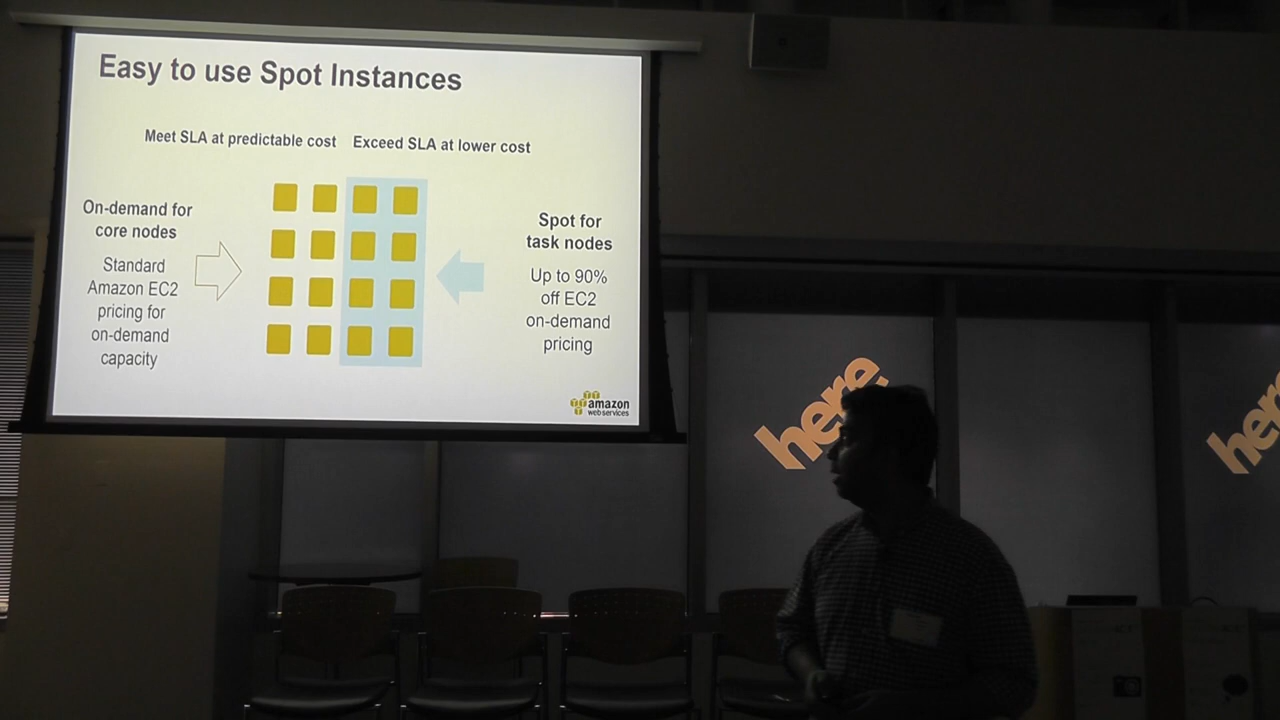 Easy to use Spot Instances
Meet SLA at predictable cost
Exceed SLA at lower cost
On-demand for
core nodes
Standard
Amazon EC2
pricing for
on-demand
capacity
Spot for
task nodes
Up to 90%
off EC2
on-demand
pricing
amazon
web services
here
here